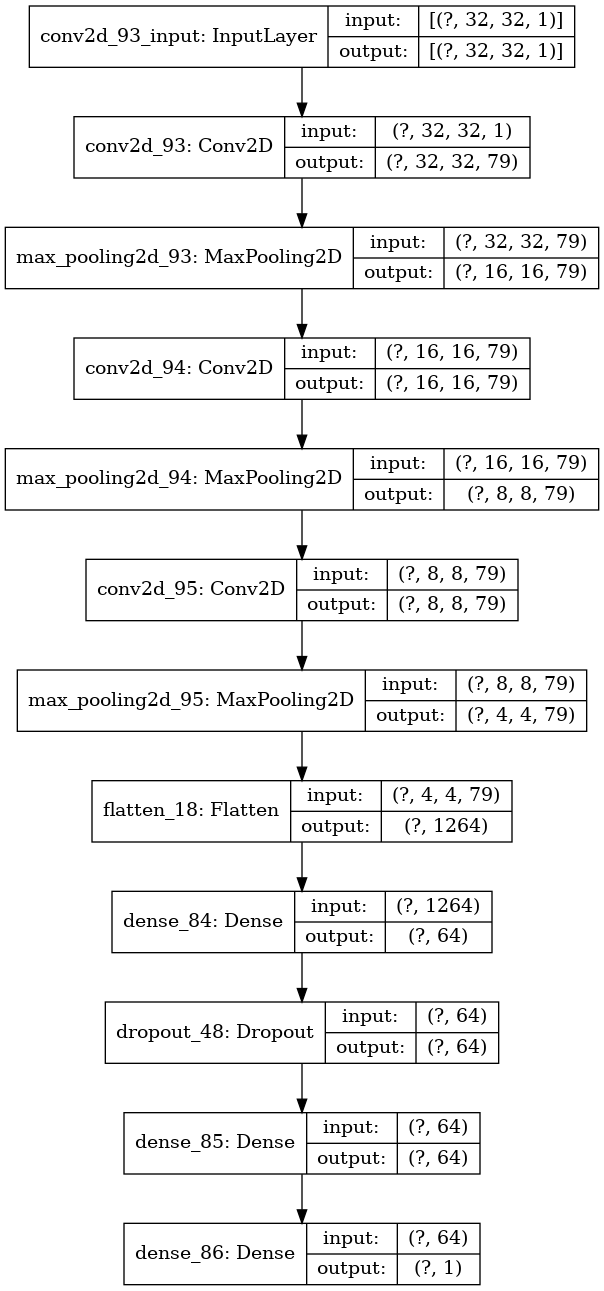 conv2d_93_input: InputLayer
input: [(?, 32, 32, 1)]
output: [(?, 32, 32, 1)]
conv2d_93: Conv2D
input: (?, 32, 32, 1)
output: (?, 32, 32, 79)
max_pooling2d_93: MaxPooling2D
input: (?, 32, 32, 79)
output: (?, 16, 16, 79)
conv2d_94: Conv2D
input: (?, 16, 16, 79)
output: (?, 16, 16, 79)
max_pooling2d_94: MaxPooling2D
input: (?, 16, 16, 79)
output: (?, 8, 8, 79)
conv2d_95: Conv2D
input: (?, 8, 8, 79)
output: (?, 8, 8, 79)
max_pooling2d_95: MaxPooling2D
input: (?, 8, 8, 79)
output: (?, 4, 4, 79)
flatten_18: Flatten
input: (?, 4, 4, 79)
output: (?, 1264)
dense_84: Dense
input: (?, 1264)
output: (?, 64)
dropout_48: Dropout
input: (?, 64)
output: (?, 64)
dense_85: Dense
input: (?, 64)
output: (?, 64)
dense_86: Dense
input: (?, 64)
output: (?, 1)